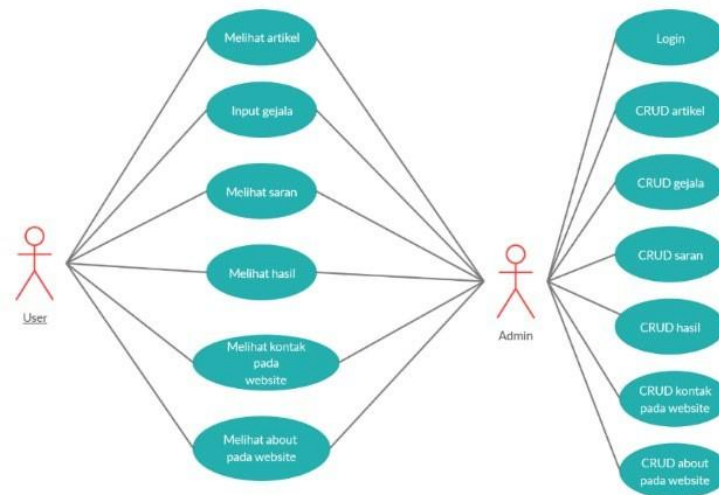 Melihat artikel
Input gejala
Melihat saran
Melihat hasil
Melihat kontak
pada
website
Melihat about
pada website
User
Admin
Login
CRUD artikel
CRUD gejala
CRUD saran
CRUD hasil
CRUD kontak
pada website
CRUD about
pada website